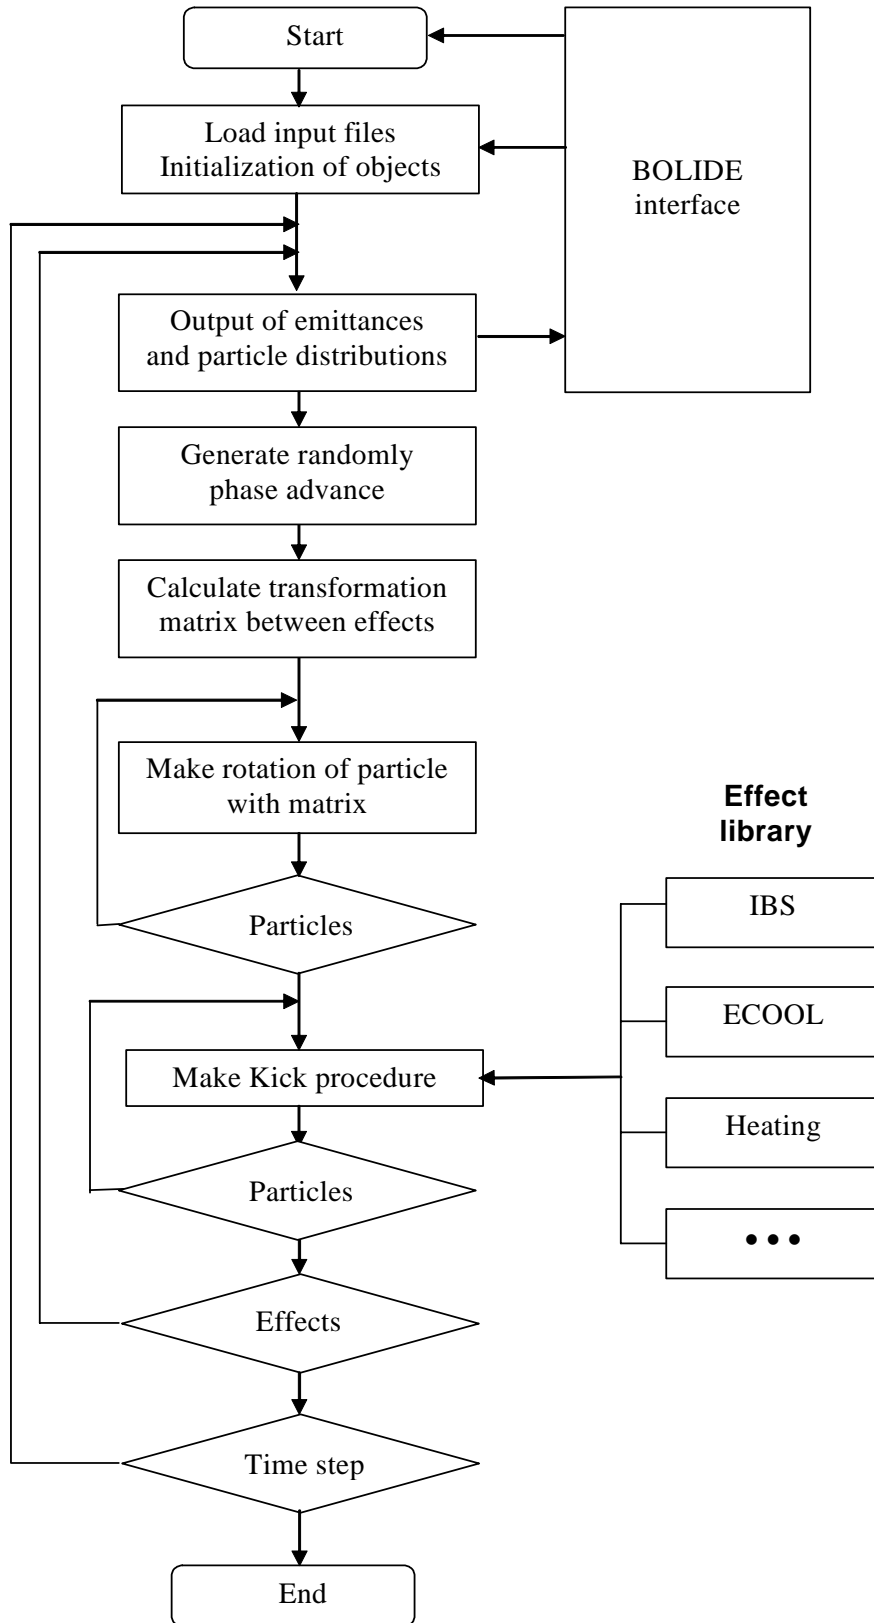 Start
Load input files
Initialization of objects
BOLIDE
interface
Output of emittances
and particle distributions
Generate randomly
phase advance
Calculate transformation
matrix between effects
Make rotation of particle
with matrix
Particles
Effect
library
IBS
ECOOL
Make Kick procedure
Heating
Particles
•••
Effects
Time step
End